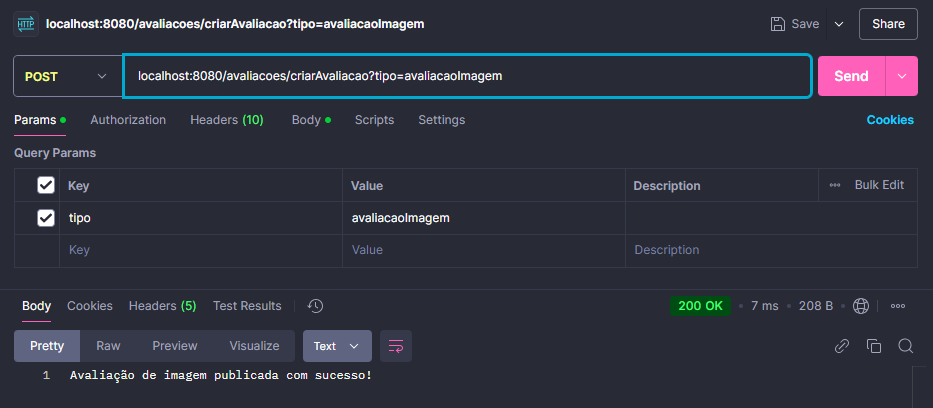 HTTP localhost:8080/avaliacoes/criarAvaliacao?tipo=avaliacaoImagem Save Share
POST localhost:8080/avaliacoes/criarAvaliacao?tipo=avaliacaoImagem Send
Params Authorization Headers (10) Body Scripts Settings Cookies
Query Params
Key Value Description Bulk Edit
tipo avaliacaoImagem
Key Value Description
Body Cookies Headers (5) Test Results 200 OK 7 ms 208 B
Pretty Raw Preview Visualize Text
1 Avaliação de imagem publicada com sucesso!